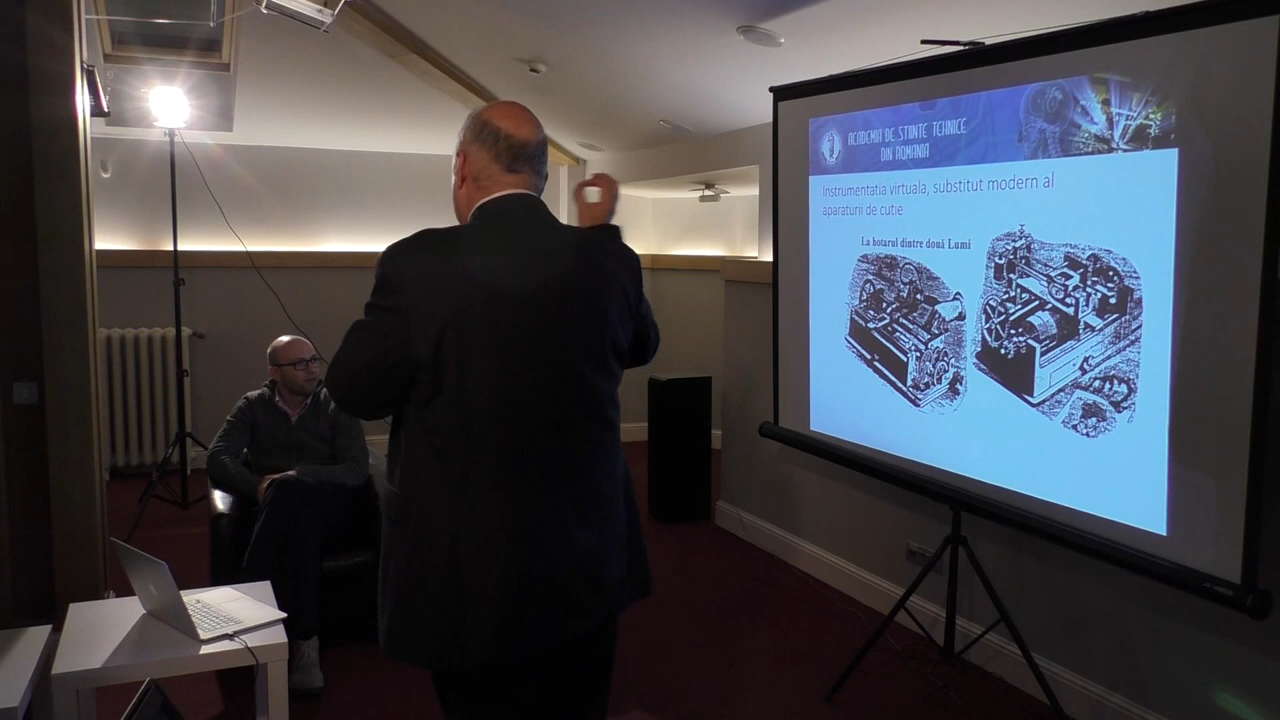 ACADEMIA DE STIINTE TEHNICE
DIN ROMANIA
Instrumentatia virtuala, substitut modern al
aparaturii de cutie
La hotarul dintre două Lumi